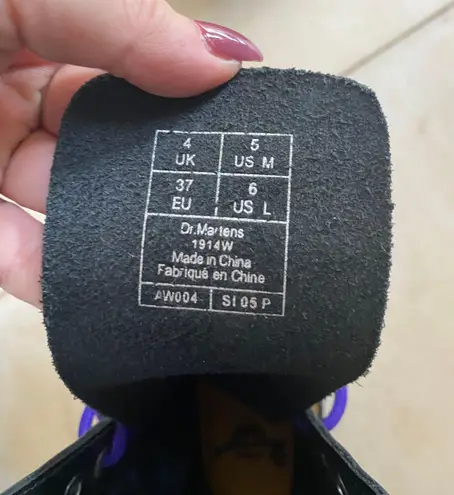 4 5
UK US M
37 6
EU US L
Dr.Martens
1914W
Made in China
Fabriqué en Chine
AW004 SI 05 P